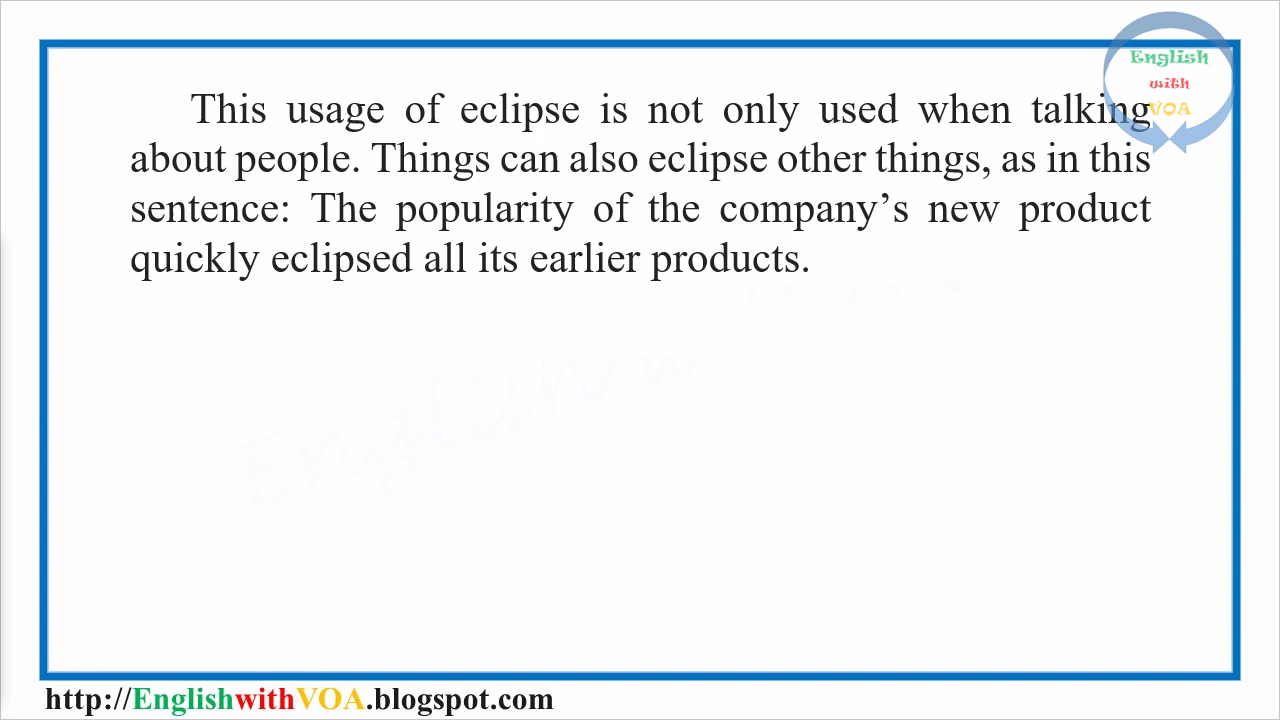 English
with
VOA
This usage of eclipse is not only used when talking
about people. Things can also eclipse other things, as in this
sentence: The popularity of the company’s new product
quickly eclipsed all its earlier products.
English
http://EnglishwithVOA.blogspot.com